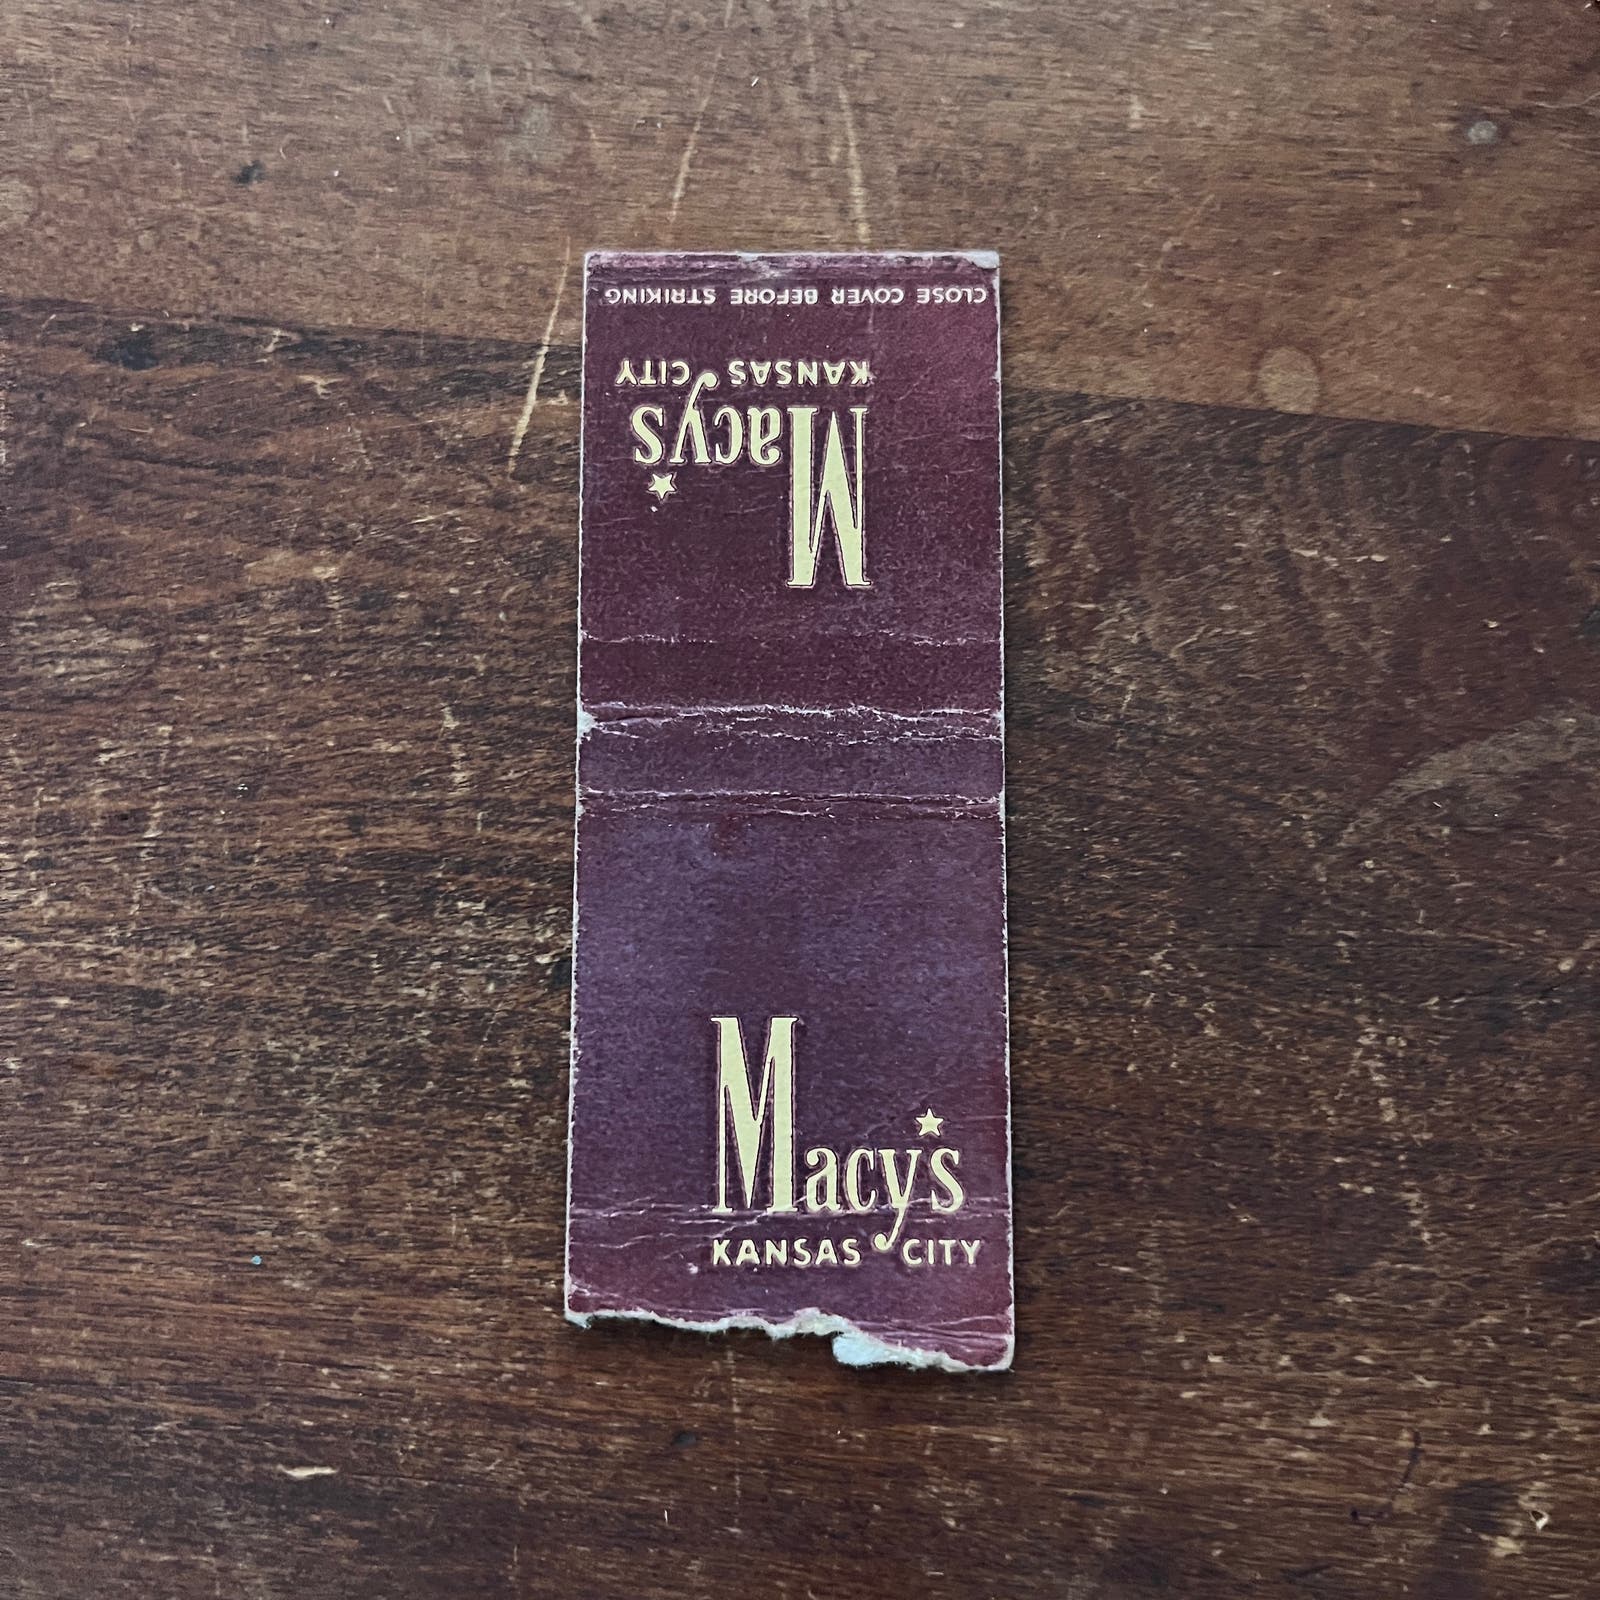 CLOSE COVER BEFORE STRIKING
KANSAS CITY
Macy's
Macy's
KANSAS CITY